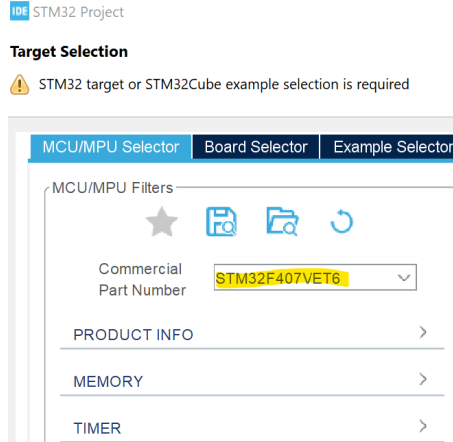 IDE STM32 Project
Target Selection
STM32 target or STM32Cube example selection is required
MCU/MPU Selector Board Selector Example Selector
MCU/MPU Filters
Commercial
Part Number
STM32F407VET6
PRODUCT INFO
MEMORY
TIMER